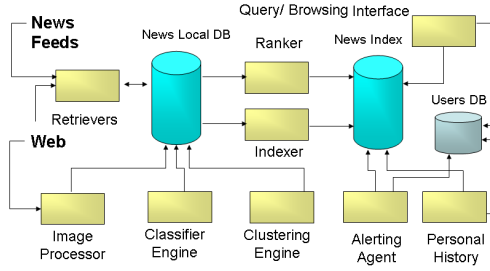 Query/ Browsing Interface
News
Feeds
News Local DB
Ranker
News Index
Users DB
Retrievers
Web
Indexer
Image
Processor
Classifier
Engine
Clustering
Engine
Alerting
Agent
Personal
History